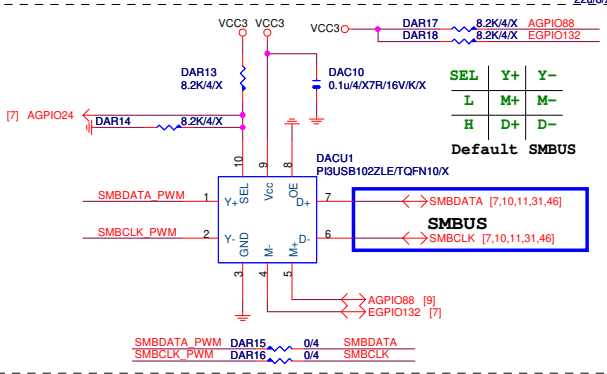 VCC3 VCC3
VCC3 DAR17 8.2K/4/X AGPIO88
DAR18 8.2K/4/X EGPIO132
DAR13
8.2K/4/X
DAC10
0.1u/4/X7R/16V/K/X
SEL Y+ Y-
L M+ M-
H D+ D-
Default SMBUS
[7] AGPIO24
DAR14 8.2K/4/X
DACU1
PI3USB102ZLE/TQFN10/X
10 9 8
SEL Vcc OE
SMBDATA_PWM 1 Y+ D+ 7 SMBDATA [7,10,11,31,46]
SMBUS
SMBCLK_PWM 2 Y- D- 6 SMBCLK [7,10,11,31,46]
GND M- M+
3 4 5
AGPIO88 [9]
EGPIO132 [7]
SMBDATA_PWM DAR15 0/4 SMBDATA
SMBCLK_PWM DAR16 0/4 SMBCLK